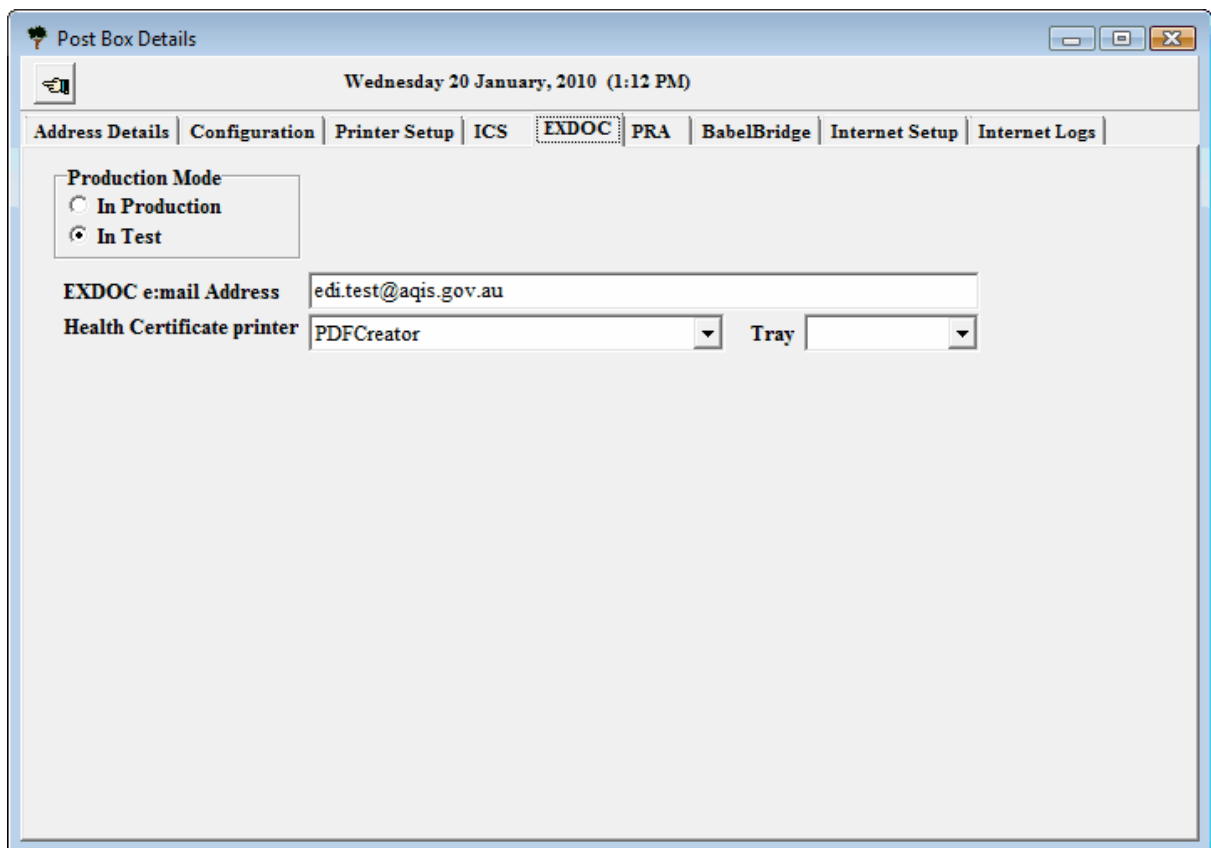 Post Box Details
Wednesday 20 January, 2010 (1:12 PM)
Address Details Configuration Printer Setup ICS EXDOC PRA BabelBridge Internet Setup Internet Logs
Production Mode
In Production
In Test
EXDOC e:mail Address edi.test@aqis.gov.au
Health Certificate printer PDFCreator Tray